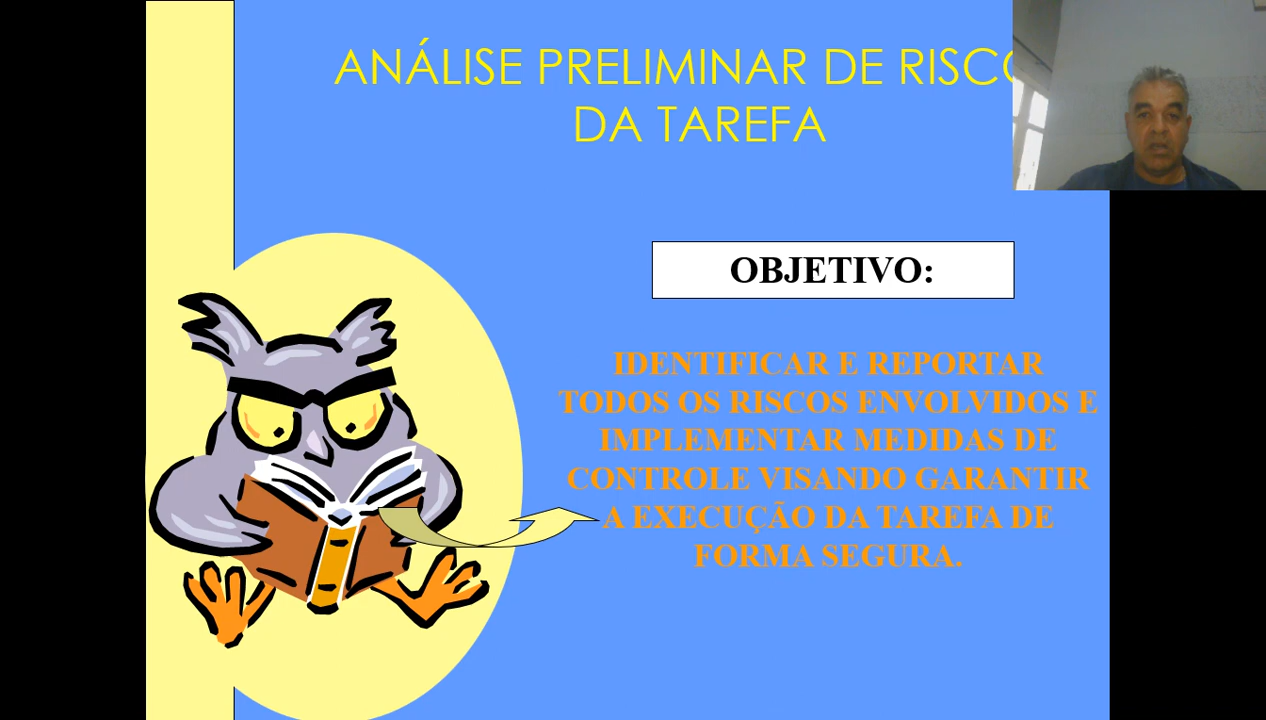 ANÁLISE PRELIMINAR DE RISCO
DA TAREFA
OBJETIVO:
IDENTIFICAR E REPORTAR
TODOS OS RISCOS ENVOLVIDOS E
IMPLEMENTAR MEDIDAS DE
CONTROLE VISANDO GARANTIR
A EXECUÇÃO DA TAREFA DE
FORMA SEGURA.